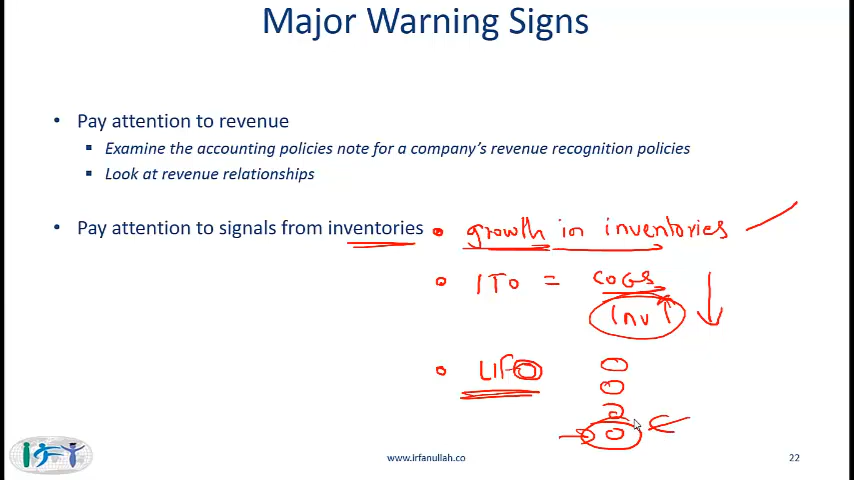 Major Warning Signs
• Pay attention to revenue
▪ Examine the accounting policies note for a company's revenue recognition policies
▪ Look at revenue relationships
• Pay attention to signals from inventories
• growth in inventories
• ITO = COGS
Inv ↑ ↓
• LIFO
IFT
www.irfanullah.co
22